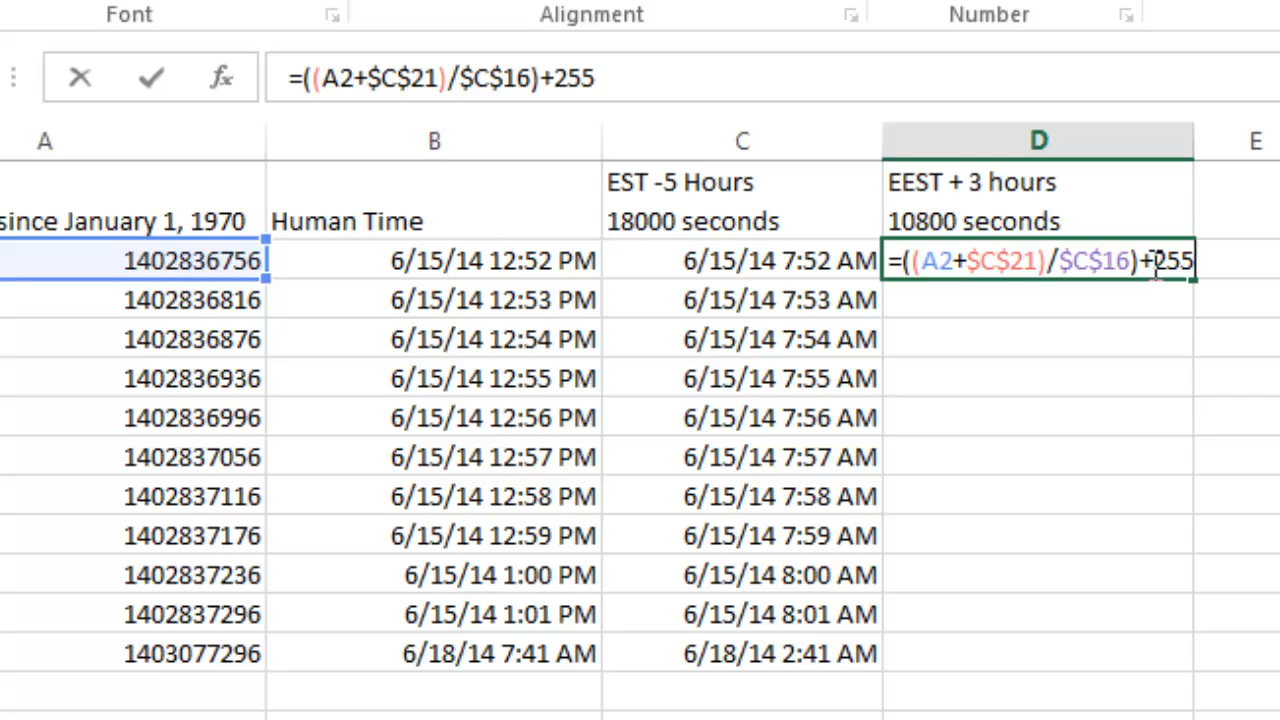 Font Alignment Number
fx =((A2+$C$21)/$C$16)+255
A B C D E
EST -5 Hours EEST + 3 hours
since January 1, 1970 Human Time 18000 seconds 10800 seconds
1402836756 6/15/14 12:52 PM 6/15/14 7:52 AM =((A2+$C$21)/$C$16)+255
1402836816 6/15/14 12:53 PM 6/15/14 7:53 AM
1402836876 6/15/14 12:54 PM 6/15/14 7:54 AM
1402836936 6/15/14 12:55 PM 6/15/14 7:55 AM
1402836996 6/15/14 12:56 PM 6/15/14 7:56 AM
1402837056 6/15/14 12:57 PM 6/15/14 7:57 AM
1402837116 6/15/14 12:58 PM 6/15/14 7:58 AM
1402837176 6/15/14 12:59 PM 6/15/14 7:59 AM
1402837236 6/15/14 1:00 PM 6/15/14 8:00 AM
1402837296 6/15/14 1:01 PM 6/15/14 8:01 AM
1403077296 6/18/14 7:41 AM 6/18/14 2:41 AM